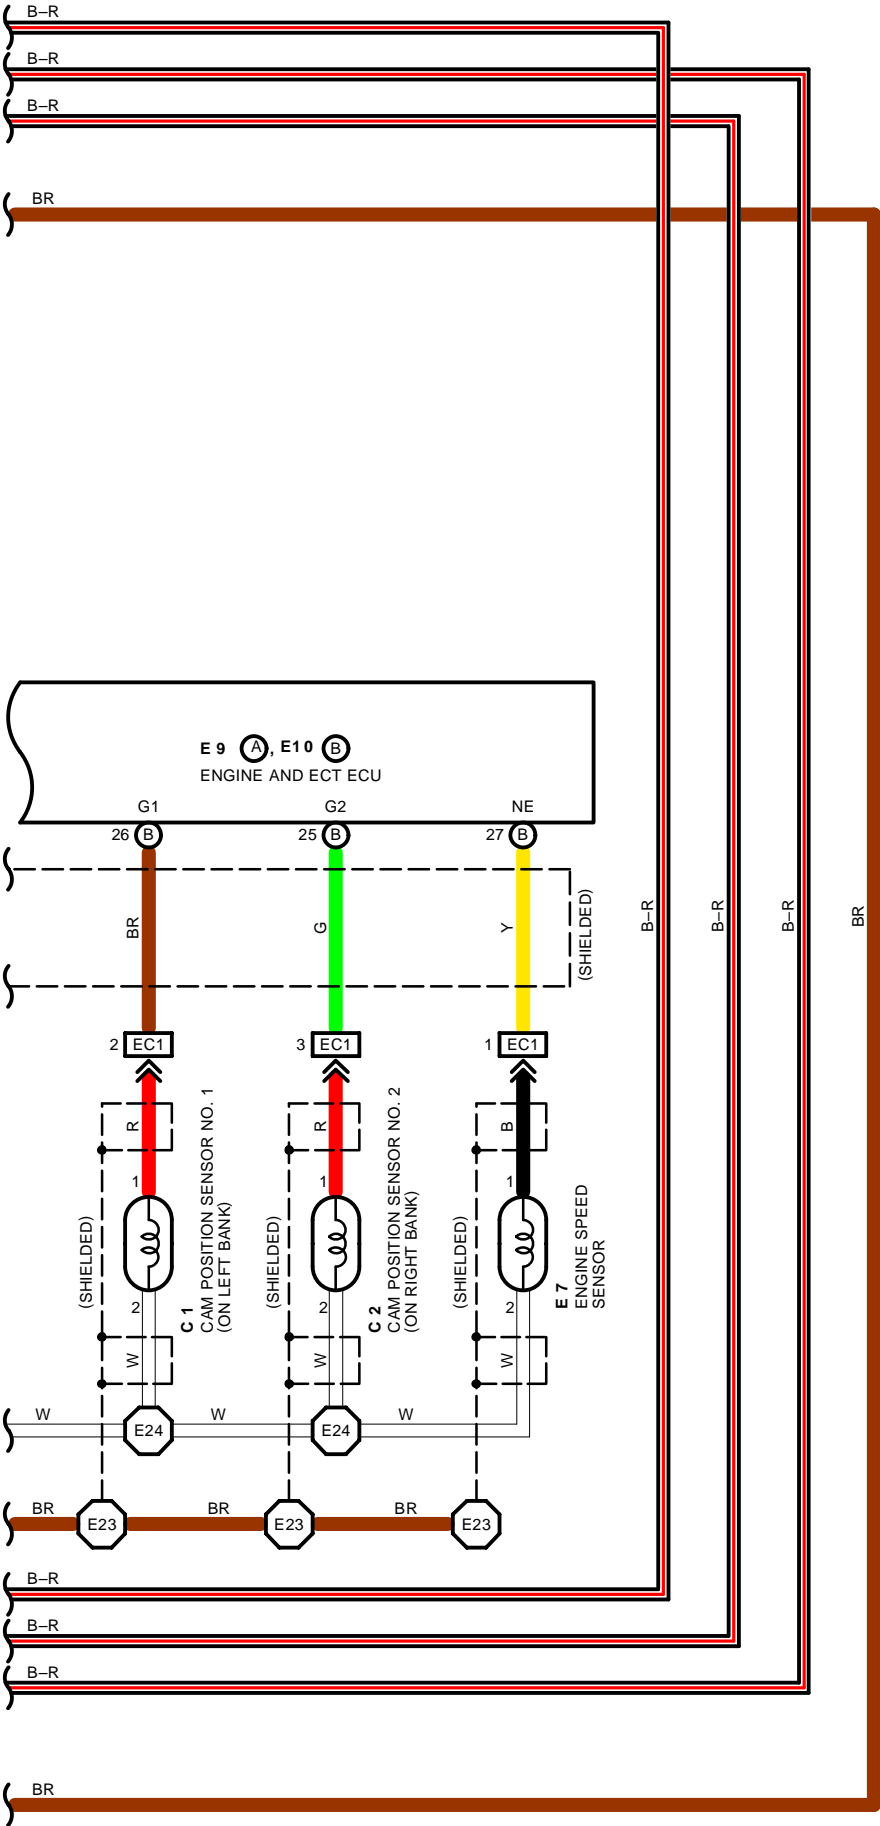 B–R
B–R
B–R
BR
E 9 A , E10 B
ENGINE AND ECT ECU
G1 G2 NE
26 B 25 B 27 B
BR
G
Y
(SHIELDED)
B–R
B–R
B–R
BR
2 EC1 3 EC1 1 EC1
R
R
B
1 1 1
(SHIELDED)
C 1
CAM POSITION SENSOR NO. 1
(ON LEFT BANK)
(SHIELDED)
C 2
CAM POSITION SENSOR NO. 2
(ON RIGHT BANK)
(SHIELDED)
E 7
ENGINE SPEED
SENSOR
2 2 2
W
W
W
W W W
E24 E24
BR BR BR
E23 E23 E23
B–R
B–R
B–R
BR